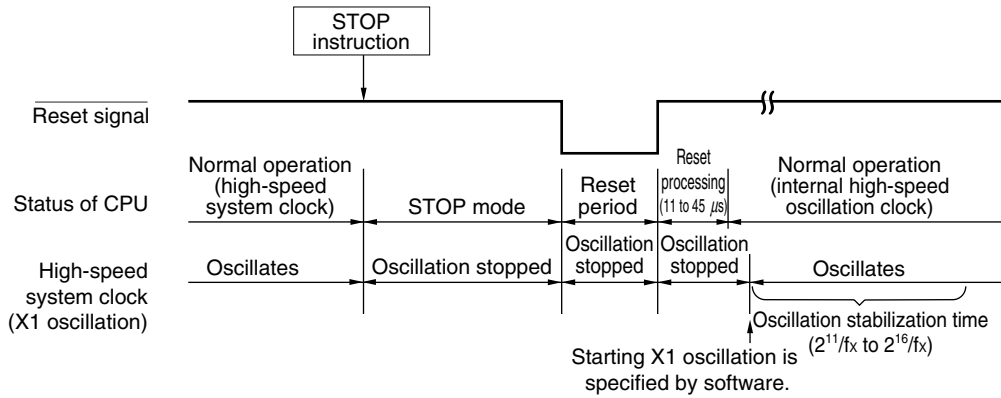 STOP
instruction
Reset signal
Normal operation
(high-speed
system clock)
STOP mode
Reset
period
Reset
processing
(11 to 45 μs)
Normal operation
(internal high-speed
oscillation clock)
Status of CPU
High-speed
system clock
(X1 oscillation)
Oscillates
Oscillation stopped
Oscillation
stopped
Oscillation
stopped
Oscillates
Oscillation stabilization time
(2¹¹/fx to 2¹⁶/fx)
Starting X1 oscillation is
specified by software.